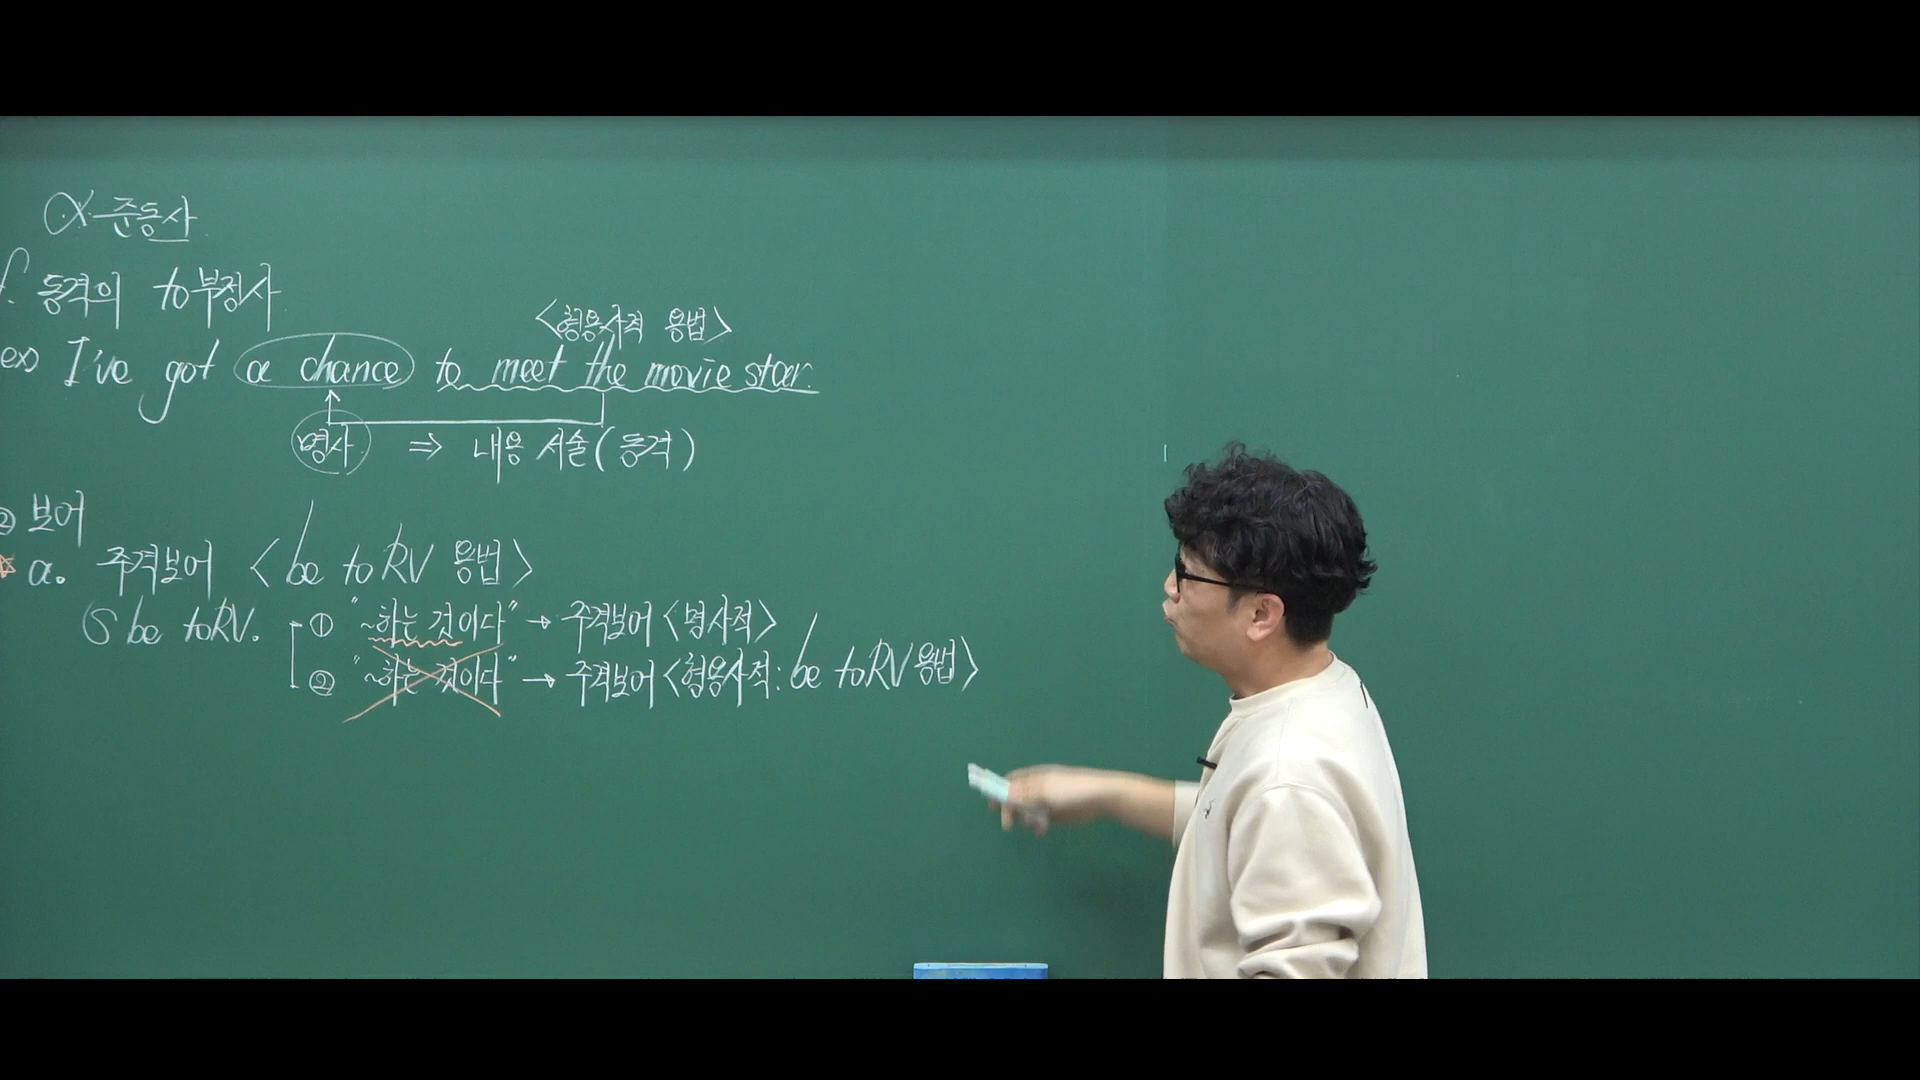 α-준동사
f. 동격의 to부정사
<형용사적 용법>
ex) I've got a chance to meet the movie star.
명사 ⇒ 내용 서술(동격)
② 보어
☆ a. 주격보어 <be to RV 용법>
S be toRV. ① "~하는 것이다" → 주격보어<명사적>
② "~하는 것이다" → 주격보어<형용사적: be to RV 용법>